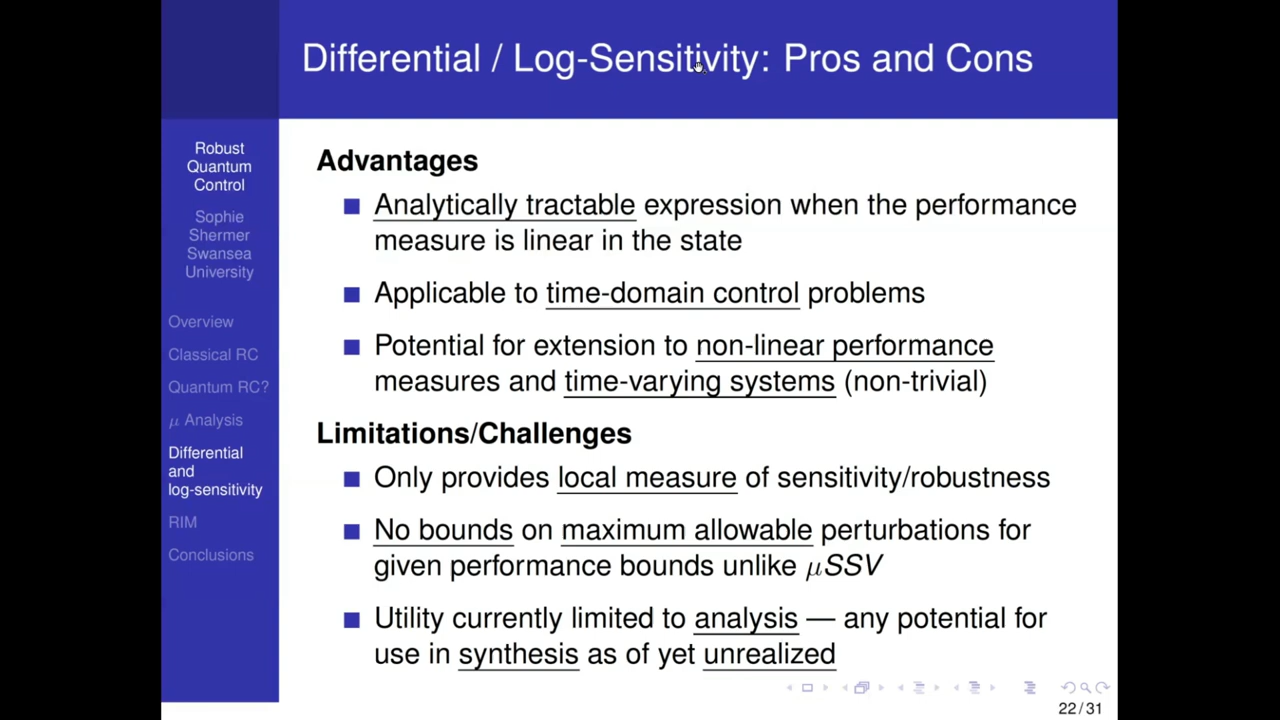 Differential / Log-Sensitivity: Pros and Cons
Robust
Quantum
Control
Sophie
Shermer
Swansea
University
Overview
Classical RC
Quantum RC?
μ Analysis
Differential
and
log-sensitivity
RIM
Conclusions
Advantages
Analytically tractable expression when the performance
measure is linear in the state
Applicable to time-domain control problems
Potential for extension to non-linear performance
measures and time-varying systems (non-trivial)
Limitations/Challenges
Only provides local measure of sensitivity/robustness
No bounds on maximum allowable perturbations for
given performance bounds unlike μSSV
Utility currently limited to analysis — any potential for
use in synthesis as of yet unrealized
22/31